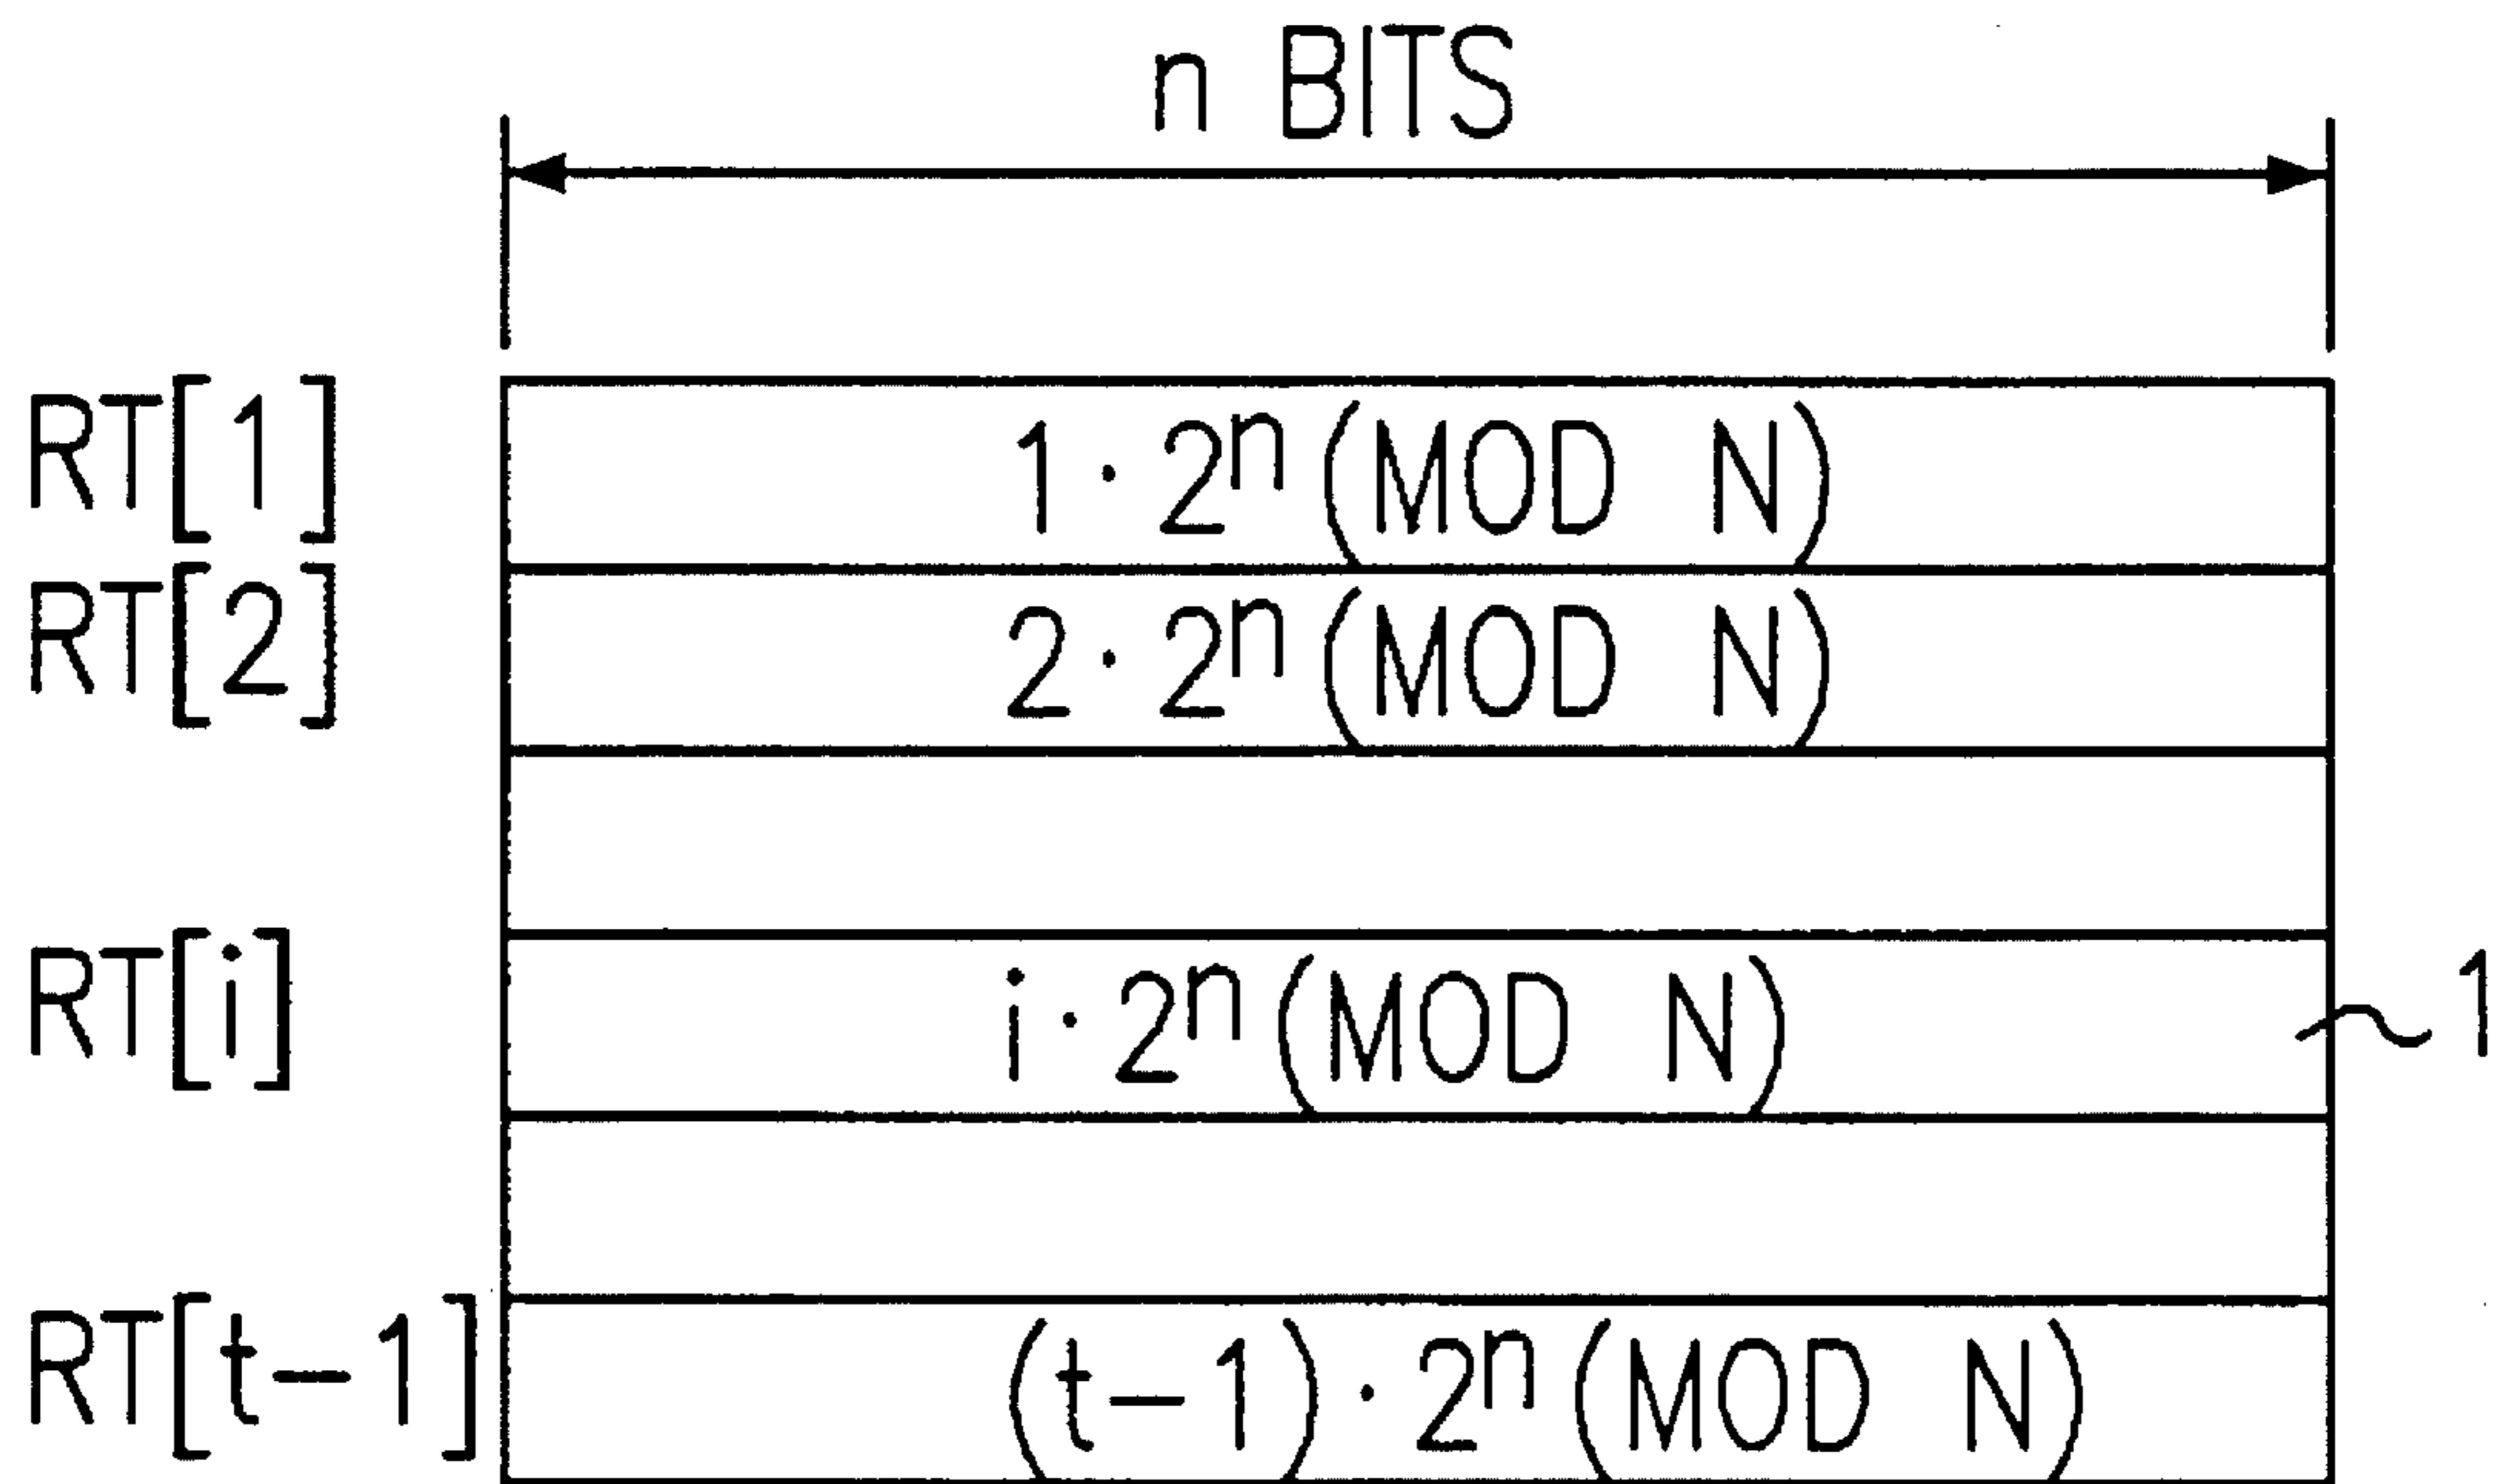 n BITS
RT[1] 1·2ⁿ(MOD N)
RT[2] 2·2ⁿ(MOD N)
RT[i] i·2ⁿ(MOD N) 1
RT[t-1] (t-1)·2ⁿ(MOD N)